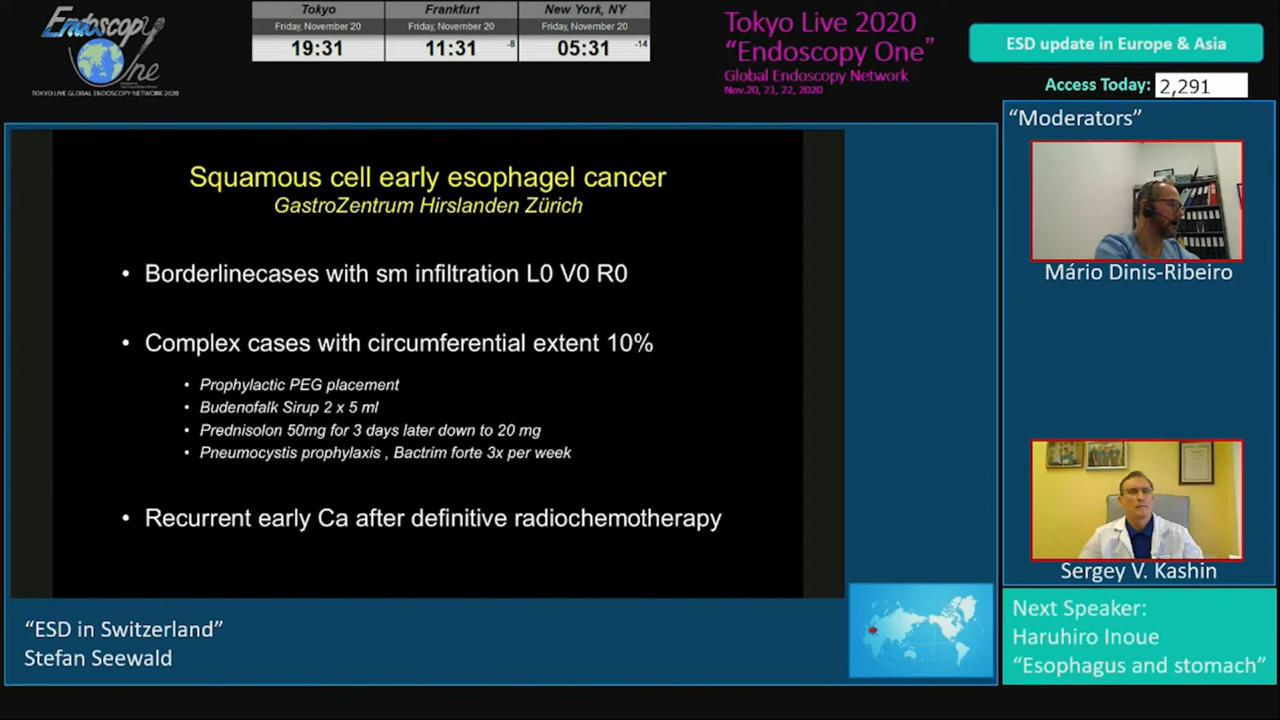 Endoscopy
One
TOKYO LIVE GLOBAL ENDOSCOPY NETWORK 2020
Tokyo
Friday, November 20
19:31
Frankfurt
Friday, November 20
11:31 -8
New York, NY
Friday, November 20
05:31 -14
Tokyo Live 2020
“Endoscopy One”
Global Endoscopy Network
Nov.20, 21, 22, 2020
ESD update in Europe & Asia
Access Today: 2,291
Squamous cell early esophagel cancer
GastroZentrum Hirslanden Zürich
• Borderlinecases with sm infiltration L0 V0 R0
• Complex cases with circumferential extent 10%
• Prophylactic PEG placement
• Budenofalk Sirup 2 x 5 ml
• Prednisolon 50mg for 3 days later down to 20 mg
• Pneumocystis prophylaxis , Bactrim forte 3x per week
• Recurrent early Ca after definitive radiochemotherapy
“Moderators”
Mário Dinis-Ribeiro
Sergey V. Kashin
“ESD in Switzerland”
Stefan Seewald
Next Speaker:
Haruhiro Inoue
“Esophagus and stomach”